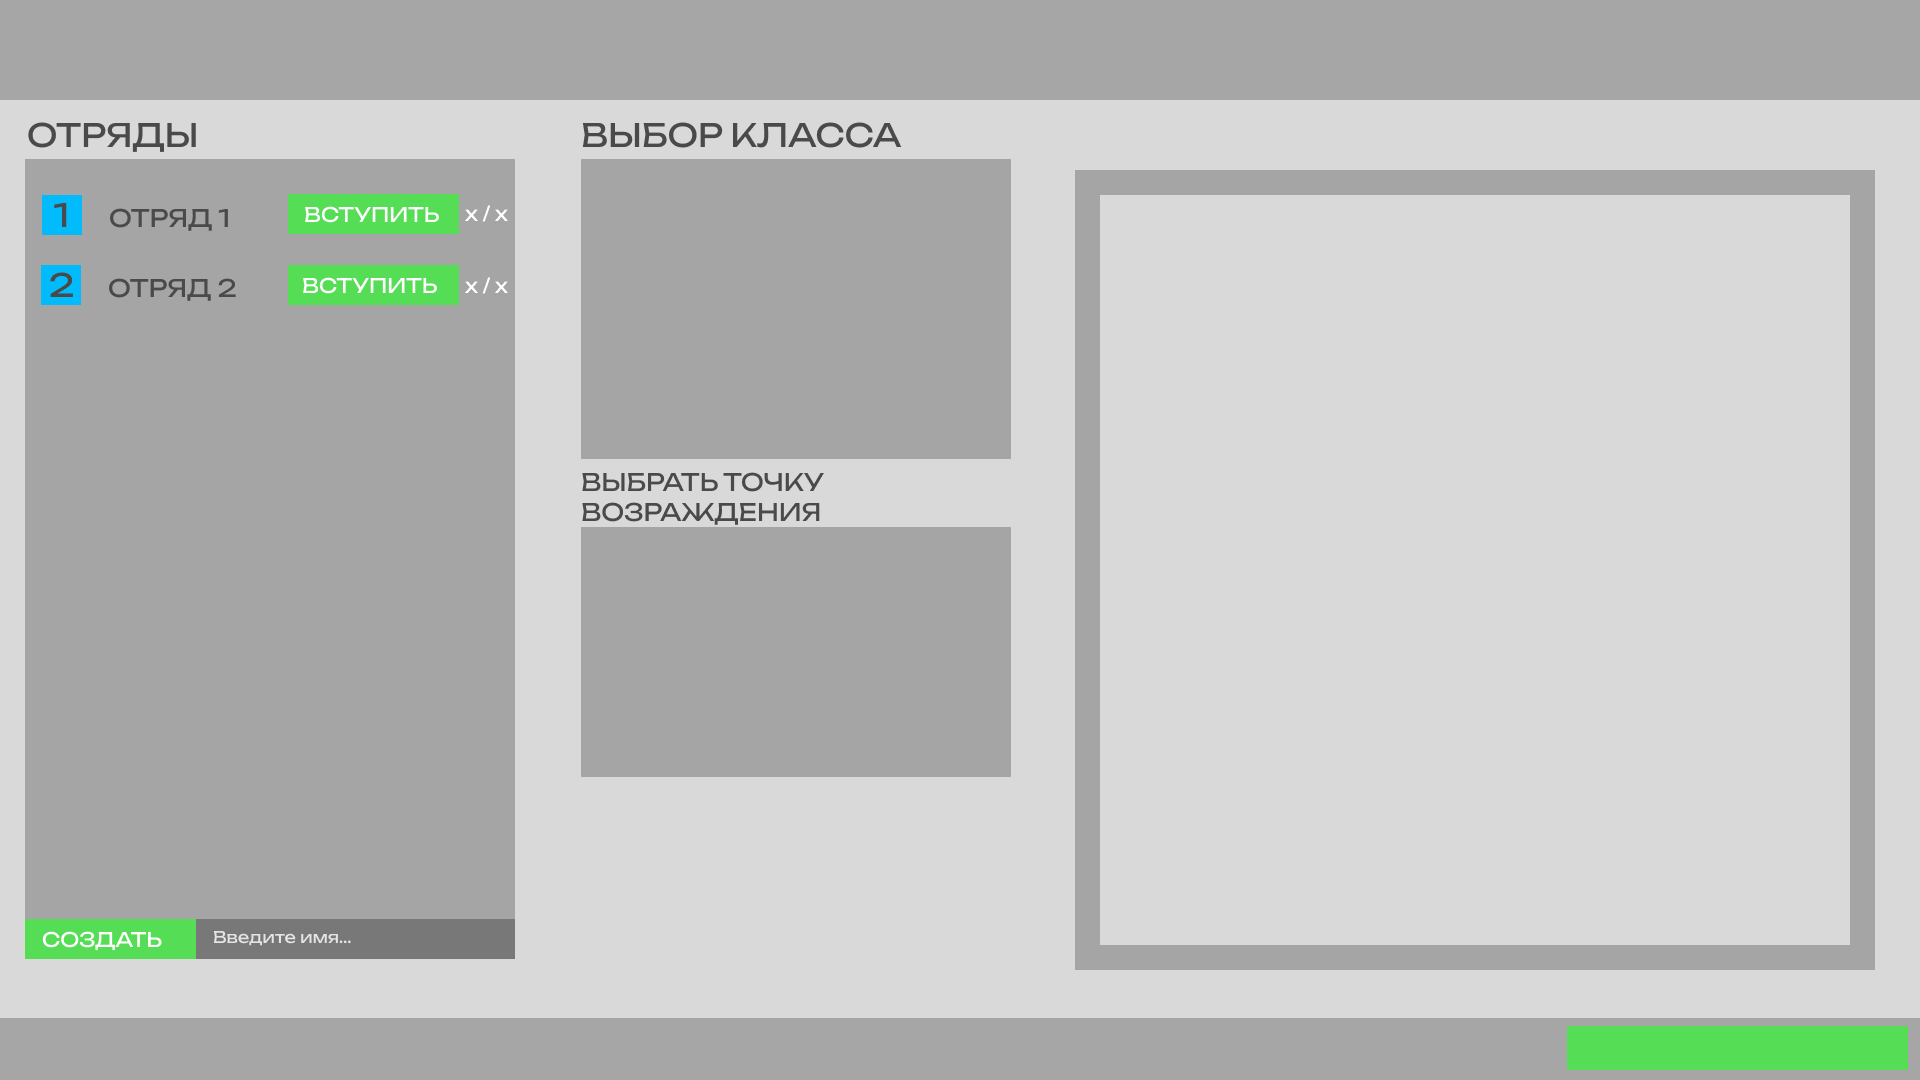 ОТРЯДЫ
1 ОТРЯД 1 ВСТУПИТЬ x / x
2 ОТРЯД 2 ВСТУПИТЬ x / x
СОЗДАТЬ Введите имя...
ВЫБОР КЛАССА
ВЫБРАТЬ ТОЧКУ
ВОЗРАЖДЕНИЯ